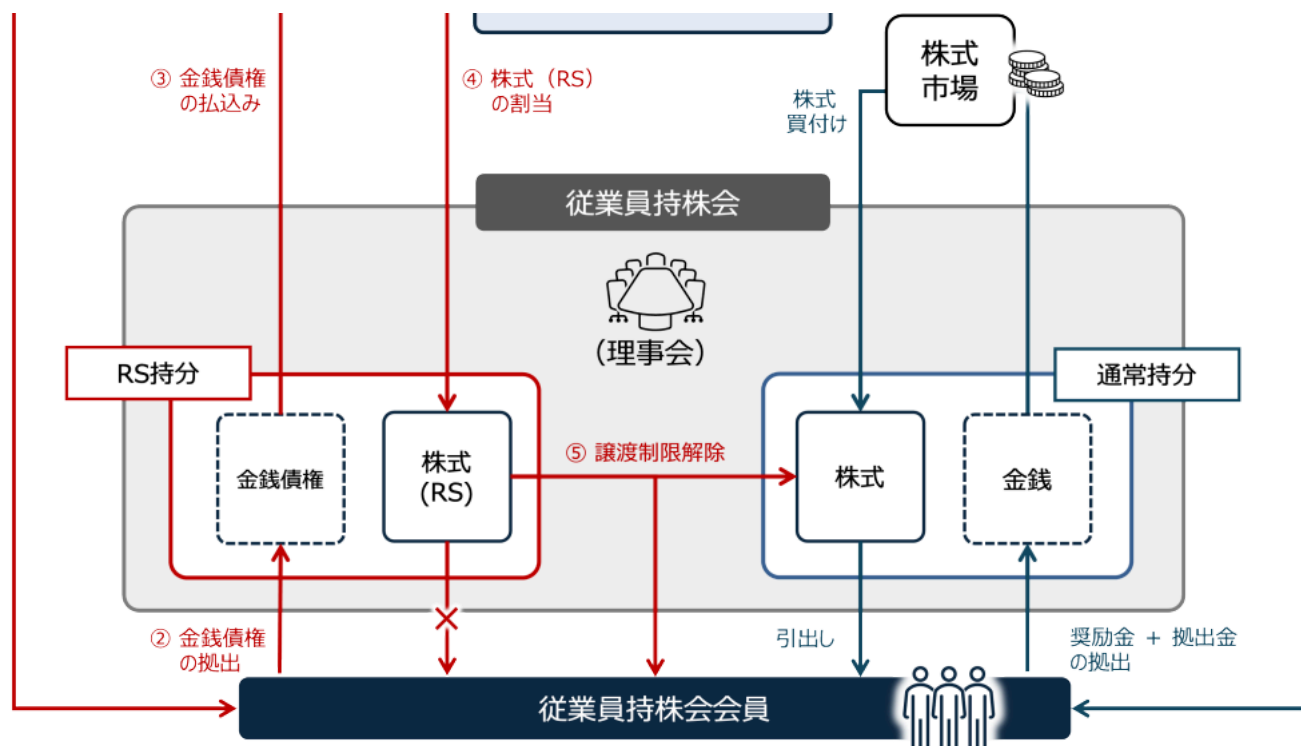 ③ 金銭債権
の払込み
④ 株式（RS）
の割当
株式
買付け
株式
市場
従業員持株会
（理事会）
RS持分
通常持分
金銭債権
株式
(RS)
⑤ 譲渡制限解除
株式
金銭
② 金銭債権
の拠出
引出し
奨励金 + 拠出金
の拠出
従業員持株会会員